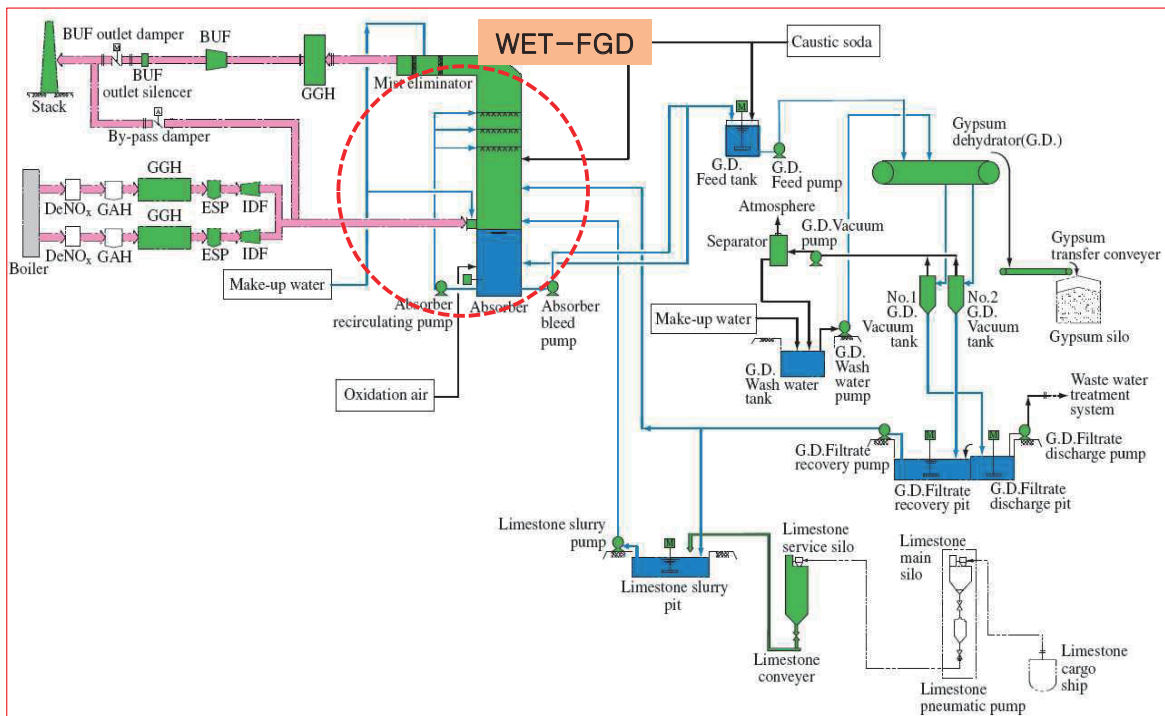 BUF outlet damper
M
BUF
BUF
outlet silencer
Stack
GGH
Mist eliminator
WET-FGD
Caustic soda
A
By-pass damper
GGH
DeNOx
GAH
ESP
IDF
GGH
DeNOx
GAH
ESP
IDF
Boiler
Make-up water
Absorber
recirculating pump
Absorber
Absorber
bleed
pump
Oxidation air
M
G.D.
Feed tank
G.D.
Feed pump
Gypsum
dehydrator(G.D.)
Atmosphere
Separator
G.D.Vacuum
pump
Gypsum
transfer conveyer
Gypsum silo
No.1
G.D.
Vacuum
tank
No.2
G.D.
Vacuum
tank
Make-up water
G.D.
Wash water
tank
G.D.
Wash
water
pump
Waste water
treatment
system
G.D.Filtrate
recovery pump
M
M
G.D.Filtrate
discharge pump
G.D.Filtrate
recovery pit
G.D.Filtrate
discharge pit
Limestone slurry
pump
M
Limestone slurry
pit
Limestone
service silo
Limestone
conveyer
Limestone
main
silo
Limestone
pneumatic pump
Limestone
cargo
ship